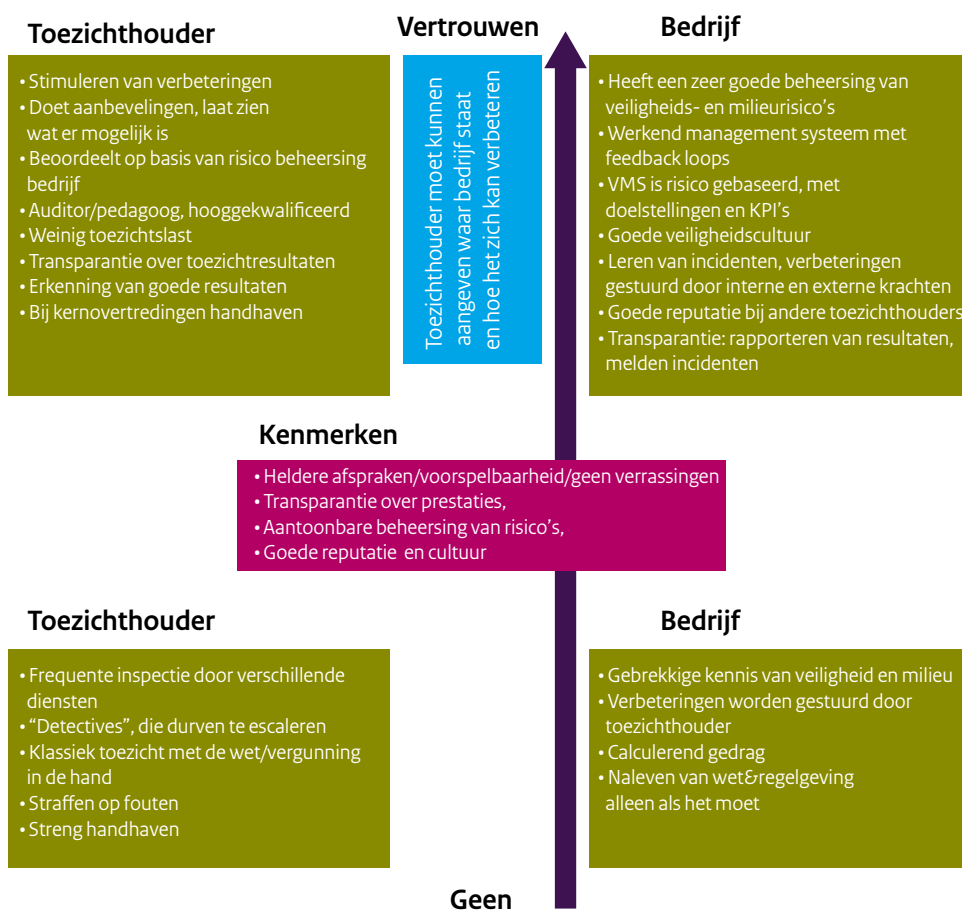 Toezichthouder
• Stimuleren van verbeteringen
• Doet aanbevelingen, laat zien
wat er mogelijk is
• Beoordeelt op basis van risico beheersing
bedrijf
• Auditor/pedagoog, hooggekwalificeerd
• Weinig toezichtslast
• Transparantie over toezichtresultaten
• Erkenning van goede resultaten
• Bij kernovertredingen handhaven
Vertrouwen
Toezichthouder moet kunnen
aangeven waar bedrijf staat
en hoe het zich kan verbeteren
Bedrijf
• Heeft een zeer goede beheersing van
veiligheids- en milieurisico's
• Werkend management systeem met
feedback loops
• VMS is risico gebaseerd, met
doelstellingen en KPI's
• Goede veiligheidscultuur
• Leren van incidenten, verbeteringen
gestuurd door interne en externe krachten
• Goede reputatie bij andere toezichthouders
• Transparantie: rapporteren van resultaten,
melden incidenten
Kenmerken
• Heldere afspraken/voorspelbaarheid/geen verrassingen
• Transparantie over prestaties,
• Aantoonbare beheersing van risico's,
• Goede reputatie en cultuur
Toezichthouder
• Frequente inspectie door verschillende
diensten
• “Detectives”, die durven te escaleren
• Klassiek toezicht met de wet/vergunning
in de hand
• Straffen op fouten
• Streng handhaven
Bedrijf
• Gebrekkige kennis van veiligheid en milieu
• Verbeteringen worden gestuurd door
toezichthouder
• Calculerend gedrag
• Naleven van wet&regelgeving
alleen als het moet
Geen